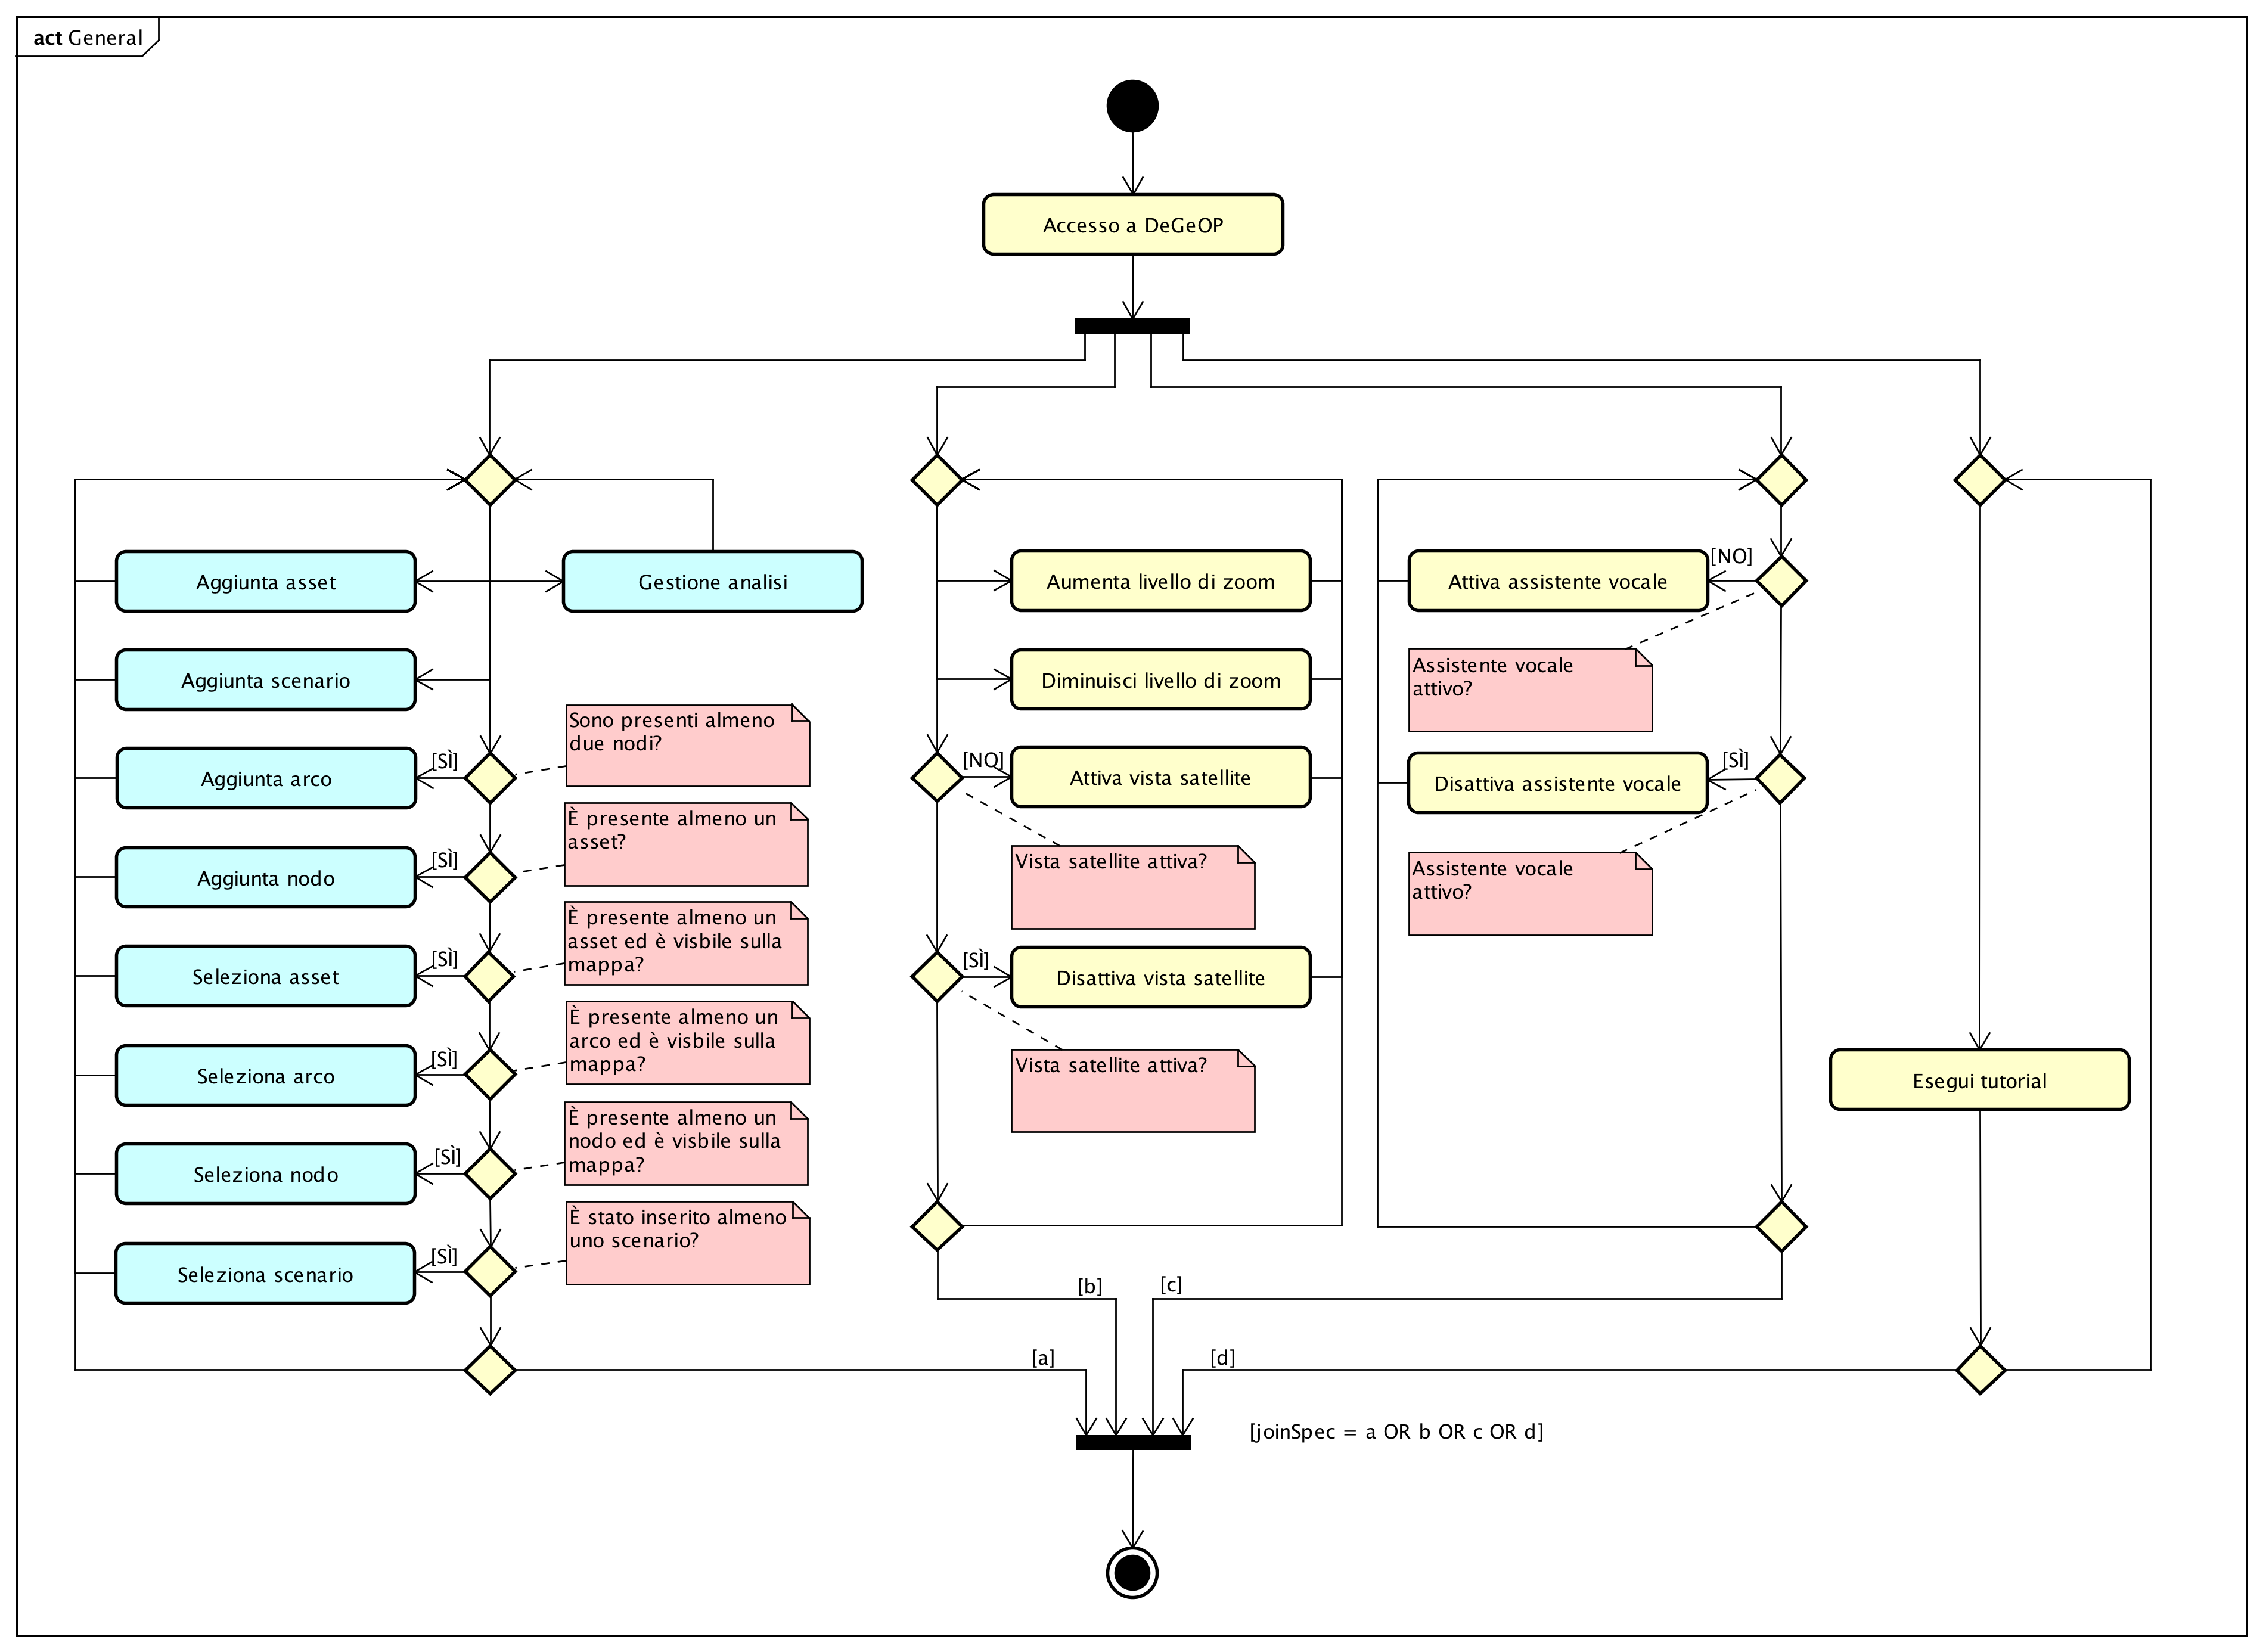 act General
Accesso a DeGeOP
Aggiunta asset
Gestione analisi
Aggiunta scenario
Sono presenti almeno
due nodi?
[SÌ]
Aggiunta arco
È presente almeno un
asset?
[SÌ]
Aggiunta nodo
È presente almeno un
asset ed è visbile sulla
mappa?
[SÌ]
Seleziona asset
È presente almeno un
arco ed è visbile sulla
mappa?
[SÌ]
Seleziona arco
È presente almeno un
nodo ed è visbile sulla
mappa?
[SÌ]
Seleziona nodo
È stato inserito almeno
uno scenario?
[SÌ]
Seleziona scenario
Aumenta livello di zoom
Diminuisci livello di zoom
[NO]
Attiva vista satellite
Vista satellite attiva?
[SÌ]
Disattiva vista satellite
Vista satellite attiva?
[NO]
Attiva assistente vocale
Assistente vocale
attivo?
[SÌ]
Disattiva assistente vocale
Assistente vocale
attivo?
Esegui tutorial
[b]
[c]
[a]
[d]
[joinSpec = a OR b OR c OR d]